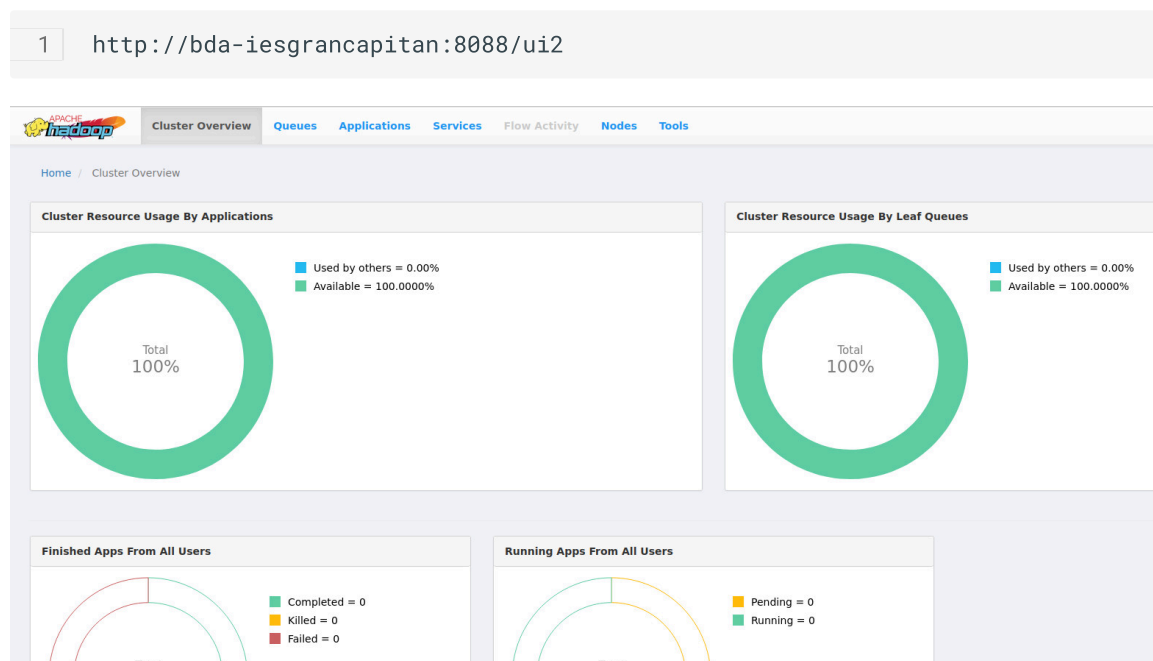 1 http://bda-iesgrancapitan:8088/ui2
APACHE
hadoop
Cluster Overview Queues Applications Services Flow Activity Nodes Tools
Home / Cluster Overview
Cluster Resource Usage By Applications
Used by others = 0.00%
Available = 100.0000%
Total
100%
Cluster Resource Usage By Leaf Queues
Used by others = 0.00%
Available = 100.0000%
Total
100%
Finished Apps From All Users
Completed = 0
Killed = 0
Failed = 0
Running Apps From All Users
Pending = 0
Running = 0